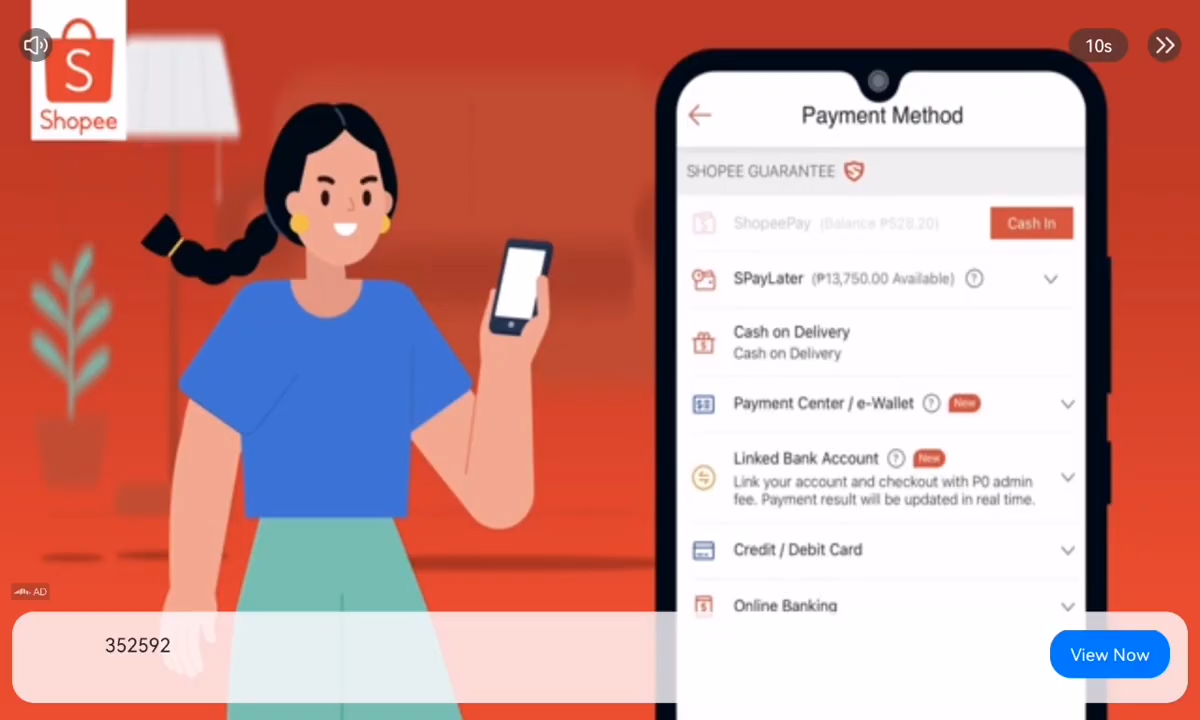 S
Shopee
10s
Payment Method
SHOPEE GUARANTEE
ShopeePay (Balance ₱528.20)
Cash In
SPayLater (₱13,750.00 Available) ?
Cash on Delivery
Cash on Delivery
Payment Center / e-Wallet ? New
Linked Bank Account ? New
Link your account and checkout with P0 admin
fee. Payment result will be updated in real time.
Credit / Debit Card
Online Banking
AD
352592
View Now